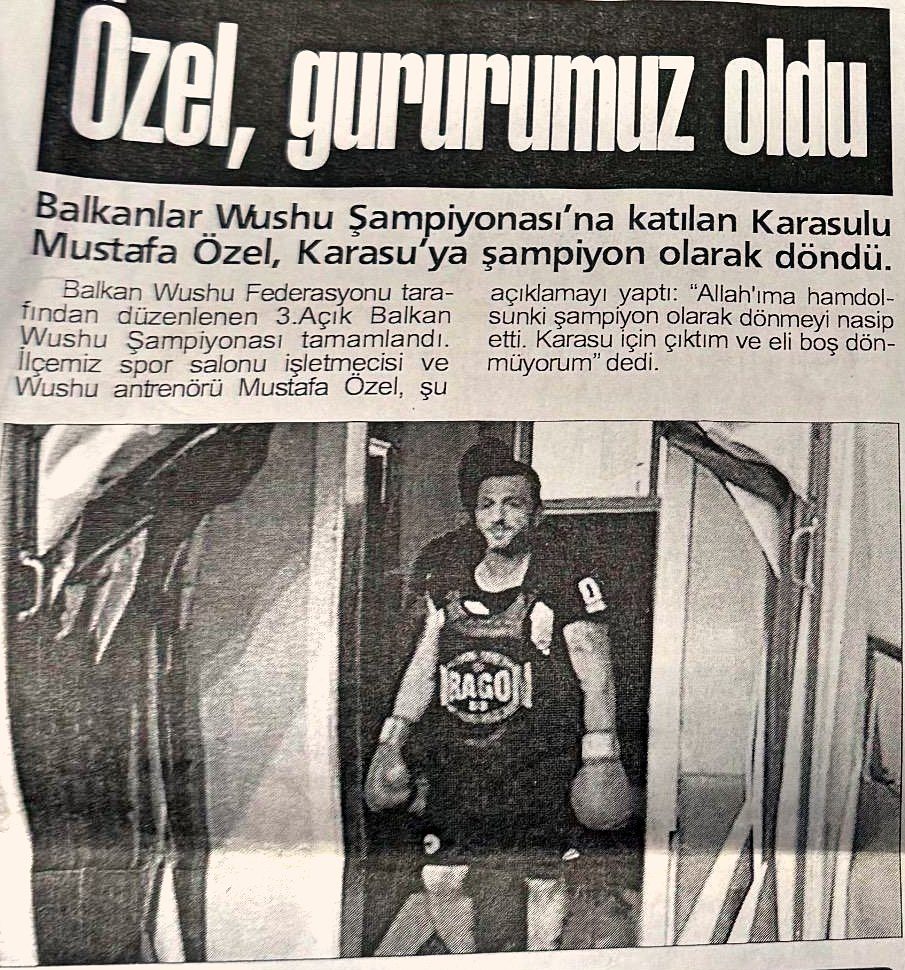 Özel, gururumuz oldu
Balkanlar Wushu Şampiyonası’na katılan Karasulu
Mustafa Özel, Karasu’ya şampiyon olarak döndü.
Balkan Wushu Federasyonu tara-
fından düzenlenen 3.Açık Balkan
Wushu Şampiyonası tamamlandı.
İlçemiz spor salonu işletmecisi ve
Wushu antrenörü Mustafa Özel, şu
açıklamayı yaptı: “Allah'ıma hamdol-
sunki şampiyon olarak dönmeyi nasip
etti. Karasu için çıktım ve eli boş dön-
müyorum” dedi.
RAGO